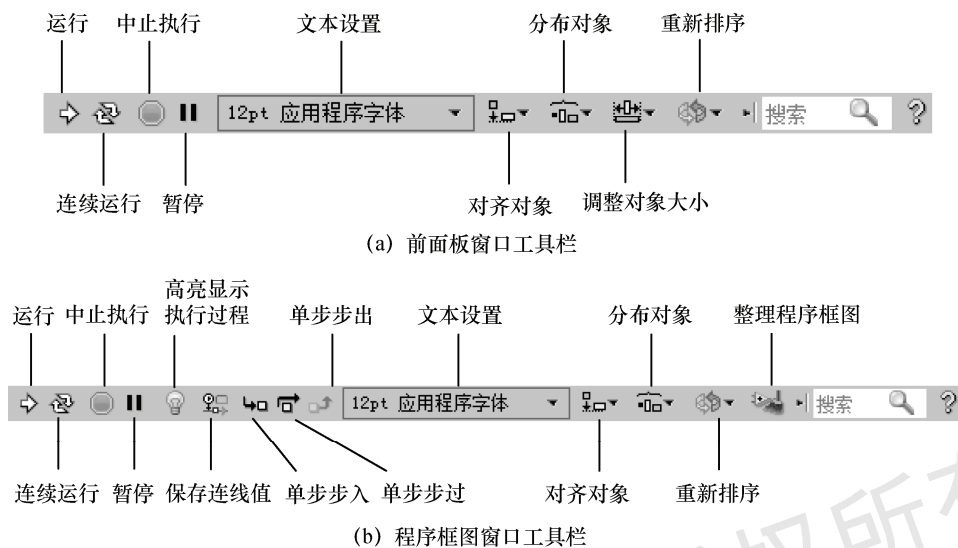 运行 中止执行 文本设置 分布对象 重新排序
12pt 应用程序字体 搜索 ?
连续运行 暂停 对齐对象 调整对象大小
(a) 前面板窗口工具栏
高亮显示
运行 中止执行 执行过程 单步步出 文本设置 分布对象 整理程序框图
12pt 应用程序字体 搜索 ?
连续运行 暂停 保存连线值 单步步入 单步步过 对齐对象 重新排序
(b) 程序框图窗口工具栏
权所有